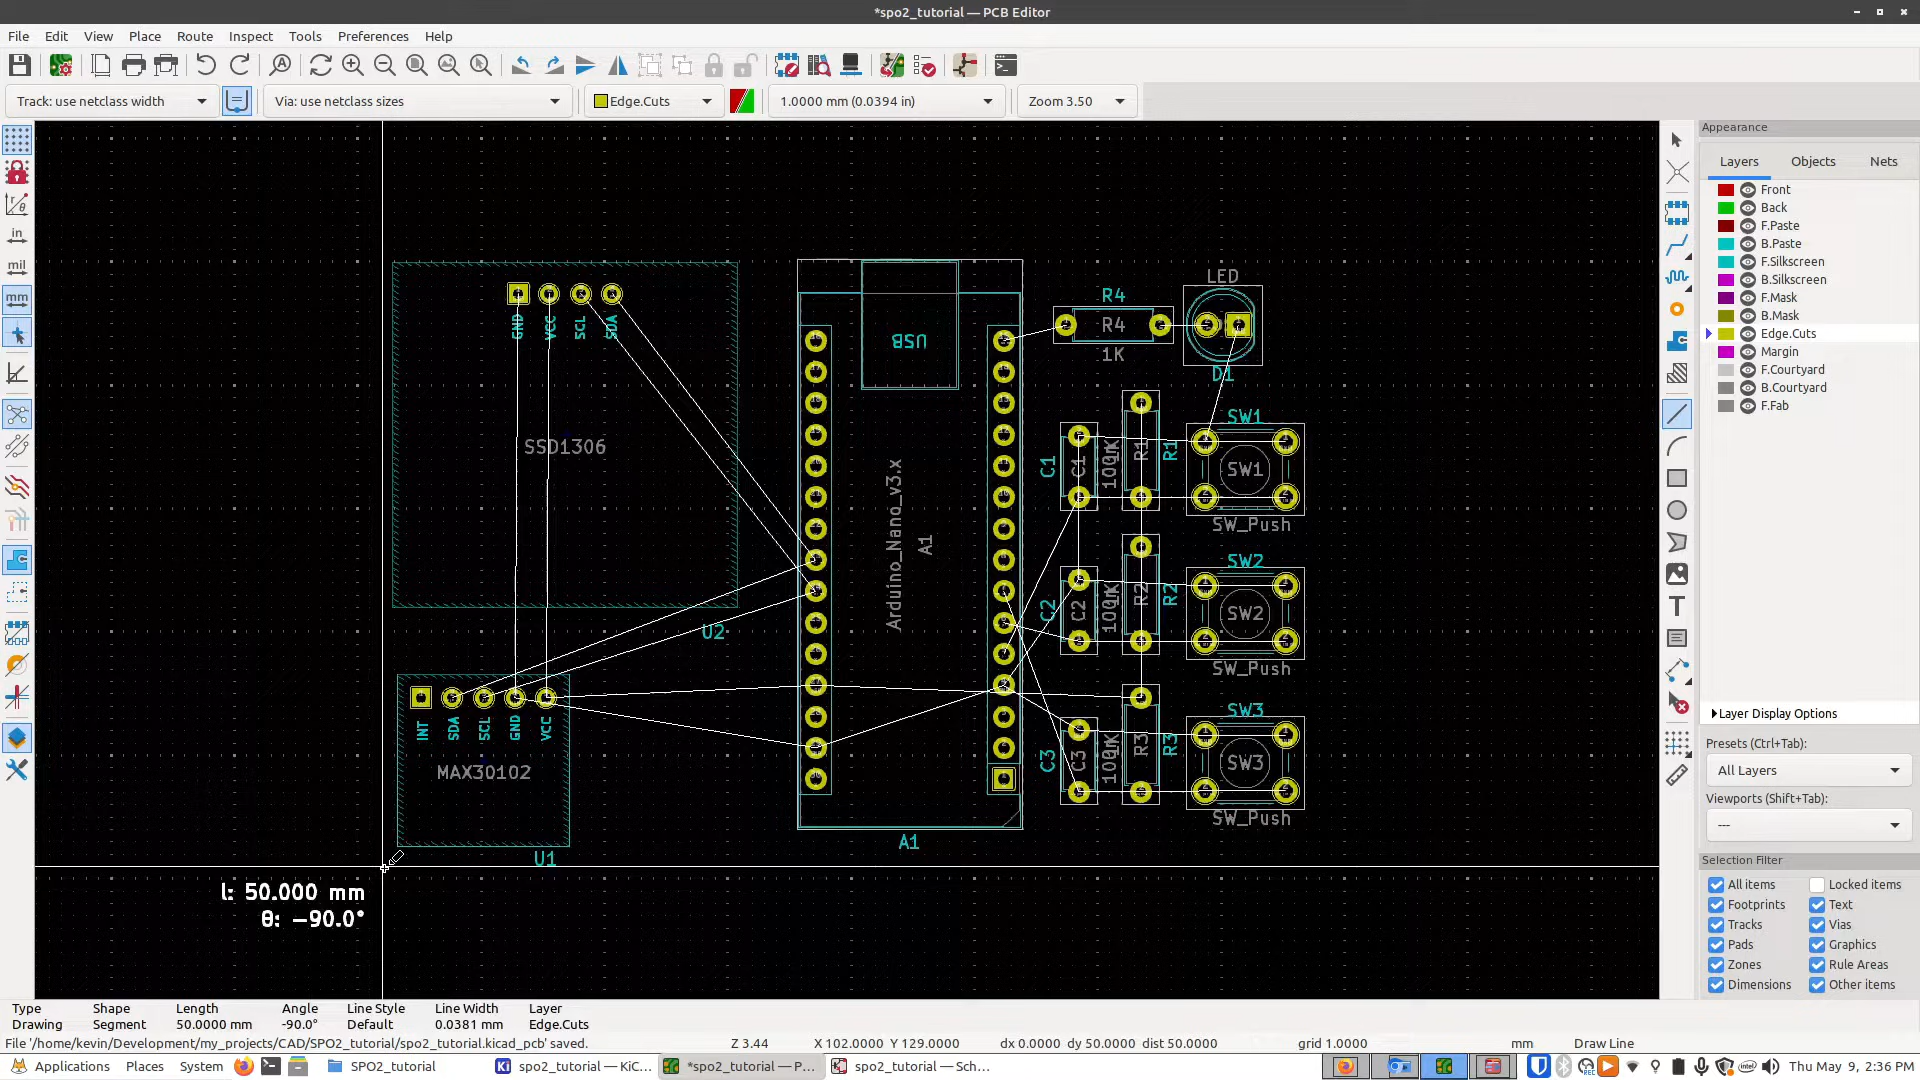 *spo2_tutorial — PCB Editor
File Edit View Place Route Inspect Tools Preferences Help
Track: use netclass width
Via: use netclass sizes
Edge.Cuts
1.0000 mm (0.0394 in)
Zoom 3.50
in
mil
mm
GND
VCC
SCL
SDA
SSD1306
U2
INT
SDA
SCL
GND
VCC
MAX30102
U1
USB
Arduino_Nano_v3.x
A1
A1
LED
R4
R4
1K
D1
SW1
C1
C1
R1
R1
SW1
SW_Push
SW2
C2
C2
R2
R2
SW2
SW_Push
SW3
C3
C3
R3
R3
SW3
SW_Push
l: 50.000 mm
θ: −90.0°
Appearance
Layers Objects Nets
Front
Back
F.Paste
B.Paste
F.Silkscreen
B.Silkscreen
F.Mask
B.Mask
Edge.Cuts
Margin
F.Courtyard
B.Courtyard
F.Fab
Layer Display Options
Presets (Ctrl+Tab):
All Layers
Viewports (Shift+Tab):
---
Selection Filter
All items Locked items
Footprints Text
Tracks Vias
Pads Graphics
Zones Rule Areas
Dimensions Other items
Type Shape Length Angle Line Style Line Width Layer
Drawing Segment 50.0000 mm -90.0° Default 0.0381 mm Edge.Cuts
File '/home/kevin/Development/my_projects/CAD/SPO2_tutorial/spo2_tutorial.kicad_pcb' saved.
Z 3.44
X 102.0000 Y 129.0000
dx 0.0000 dy 50.0000 dist 50.0000
grid 1.0000
mm
Draw Line
Applications Places System
SPO2_tutorial
spo2_tutorial — KiC...
*spo2_tutorial — P...
spo2_tutorial — Sch...
Thu May 9, 2:36 PM